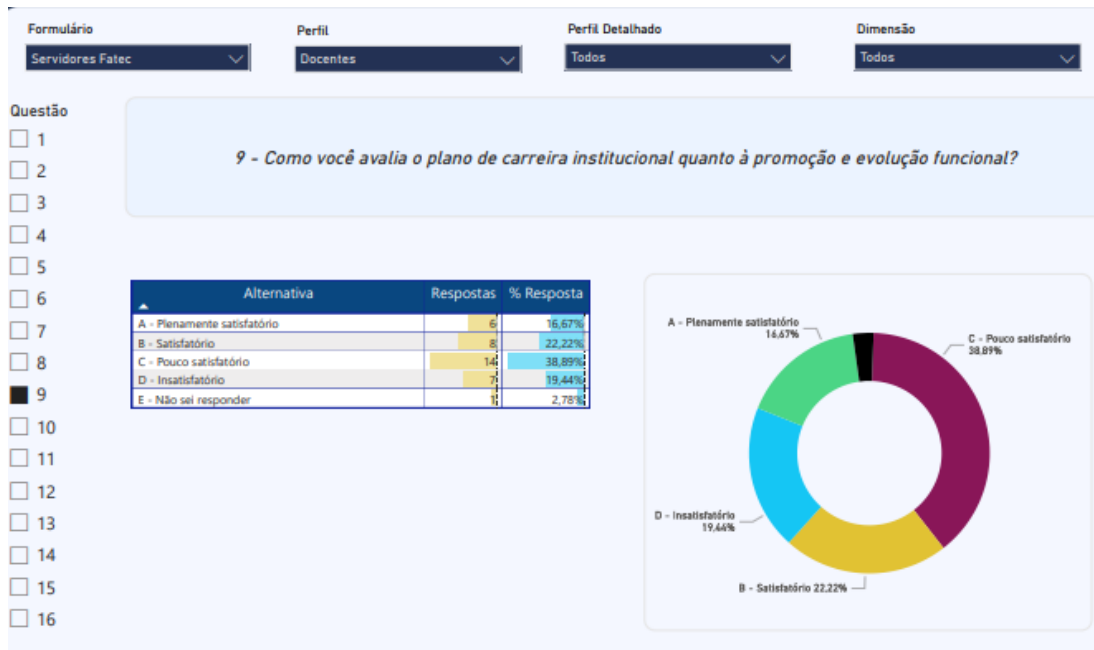 Formulário
Servidores Fatec
Perfil
Docentes
Perfil Detalhado
Todos
Dimensão
Todos
Questão
1
2
3
4
5
6
7
8
9
10
11
12
13
14
15
16
9 - Como você avalia o plano de carreira institucional quanto à promoção e evolução funcional?
Alternativa Respostas % Resposta
A - Plenamente satisfatório 6 16,67%
B - Satisfatório 8 22,22%
C - Pouco satisfatório 14 38,89%
D - Insatisfatório 7 19,44%
E - Não sei responder 1 2,78%
A - Plenamente satisfatório
16,67%
C - Pouco satisfatório
38,89%
D - Insatisfatório
19,44%
B - Satisfatório 22,22%